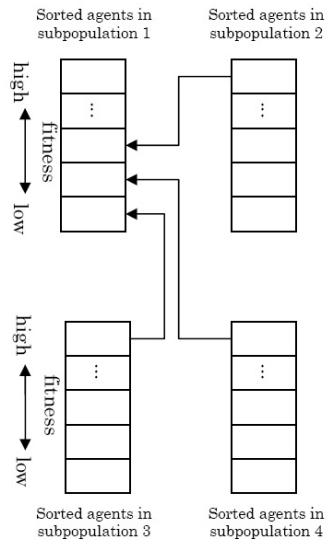 Sorted agents in
subpopulation 1
Sorted agents in
subpopulation 2
high
fitness
low
...
...
high
fitness
low
...
...
Sorted agents in
subpopulation 3
Sorted agents in
subpopulation 4